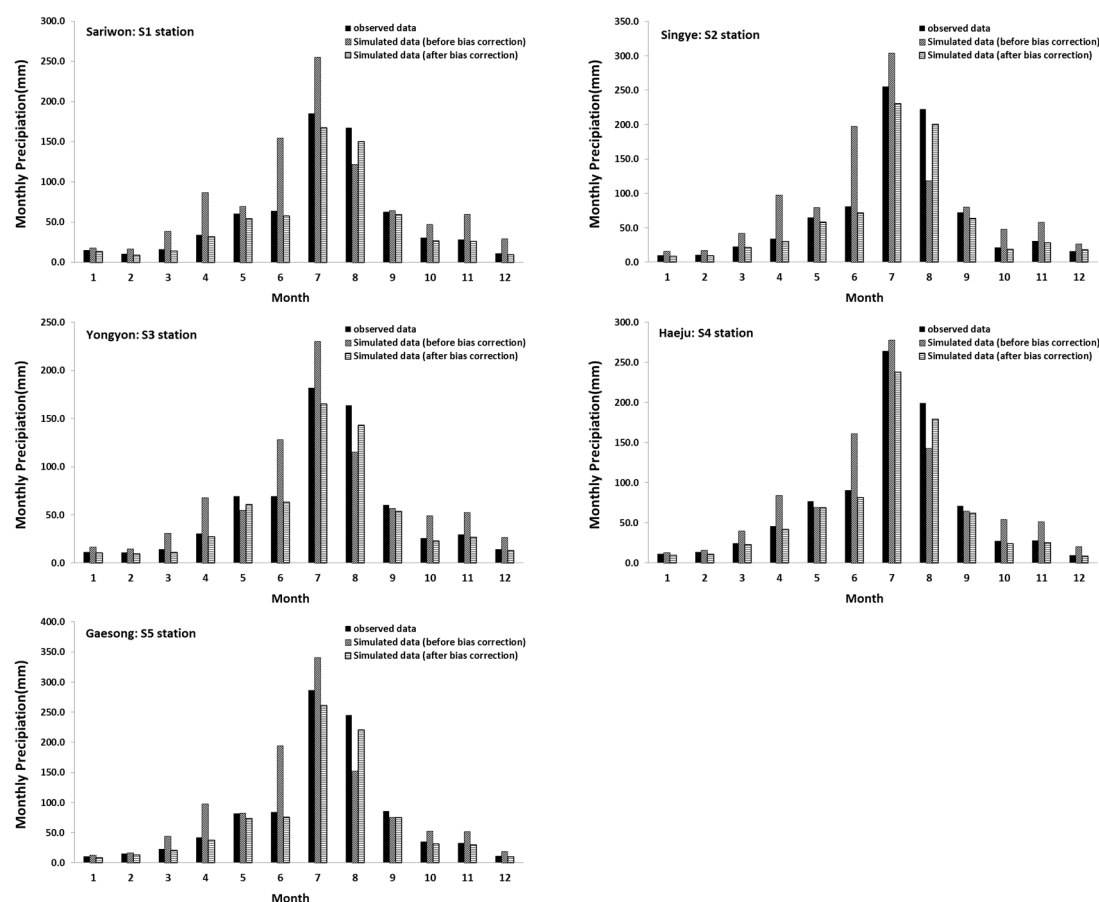 Sariwon: S1 station
observed data
Simulated data (before bias correction)
Simulated data (after bias correction)
Monthly Precipiation(mm)
300.0
250.0
200.0
150.0
100.0
50.0
0.0
1 2 3 4 5 6 7 8 9 10 11 12
Month
Singye: S2 station
observed data
Simulated data (before bias correction)
Simulated data (after bias correction)
Monthly Precipiation(mm)
350.0
300.0
250.0
200.0
150.0
100.0
50.0
0.0
1 2 3 4 5 6 7 8 9 10 11 12
Month
Yongyon: S3 station
observed data
Simulated data (before bias correction)
Simulated data (after bias correction)
Monthly Precipiation(mm)
250.0
200.0
150.0
100.0
50.0
0.0
1 2 3 4 5 6 7 8 9 10 11 12
Month
Haeju: S4 station
observed data
Simulated data (before bias correction)
Simulated data (after bias correction)
Monthly Precipiation(mm)
300.0
250.0
200.0
150.0
100.0
50.0
0.0
1 2 3 4 5 6 7 8 9 10 11 12
Month
Gaesong: S5 station
observed data
Simulated data (before bias correction)
Simulated data (after bias correction)
Monthly Precipiation(mm)
400.0
350.0
300.0
250.0
200.0
150.0
100.0
50.0
0.0
1 2 3 4 5 6 7 8 9 10 11 12
Month